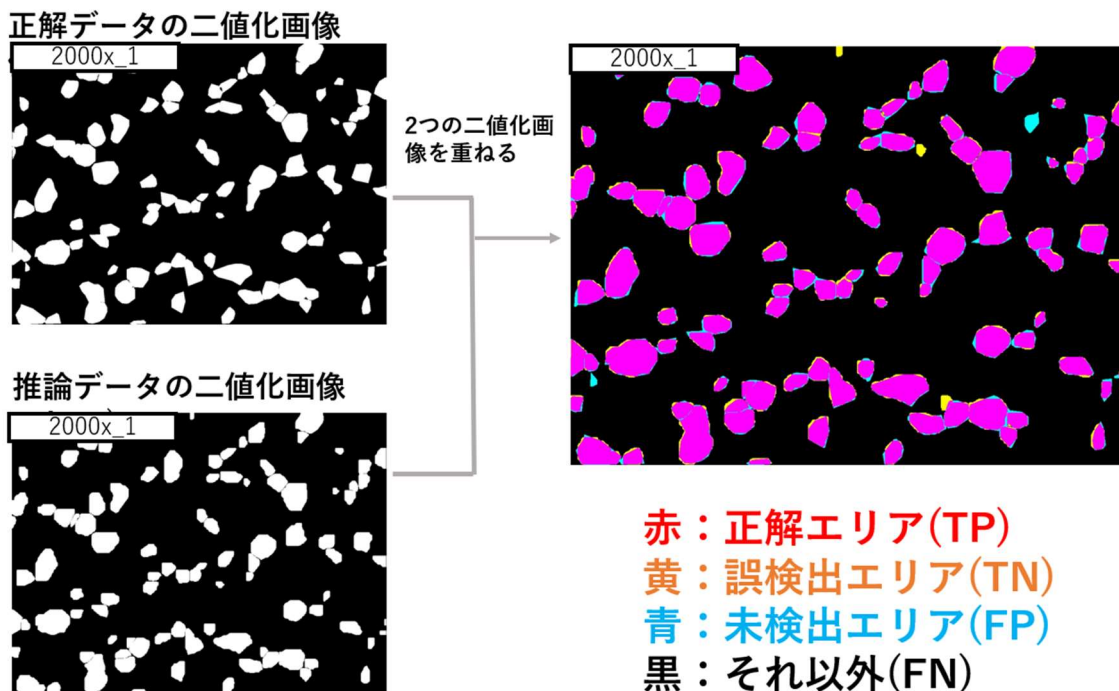 正解データの二値化画像
2000x_1
2つの二値化画
像を重ねる
2000x_1
推論データの二値化画像
2000x_1
赤：正解エリア(TP)
黄：誤検出エリア(TN)
青：未検出エリア(FP)
黒：それ以外(FN)